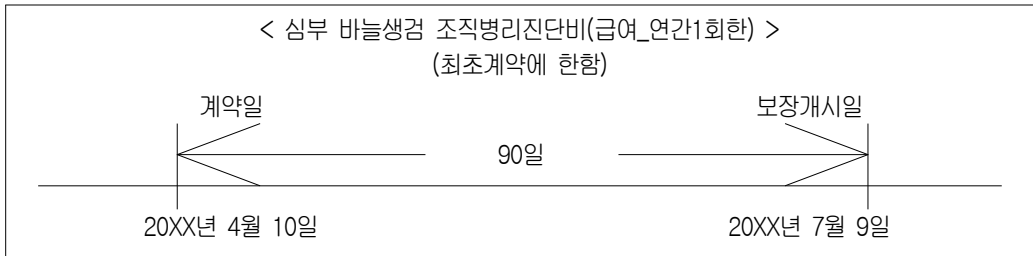 < 심부 바늘생검 조직병리진단비(급여_연간1회한) >
(최초계약에 한함)
계약일 보장개시일
90일
20XX년 4월 10일 20XX년 7월 9일